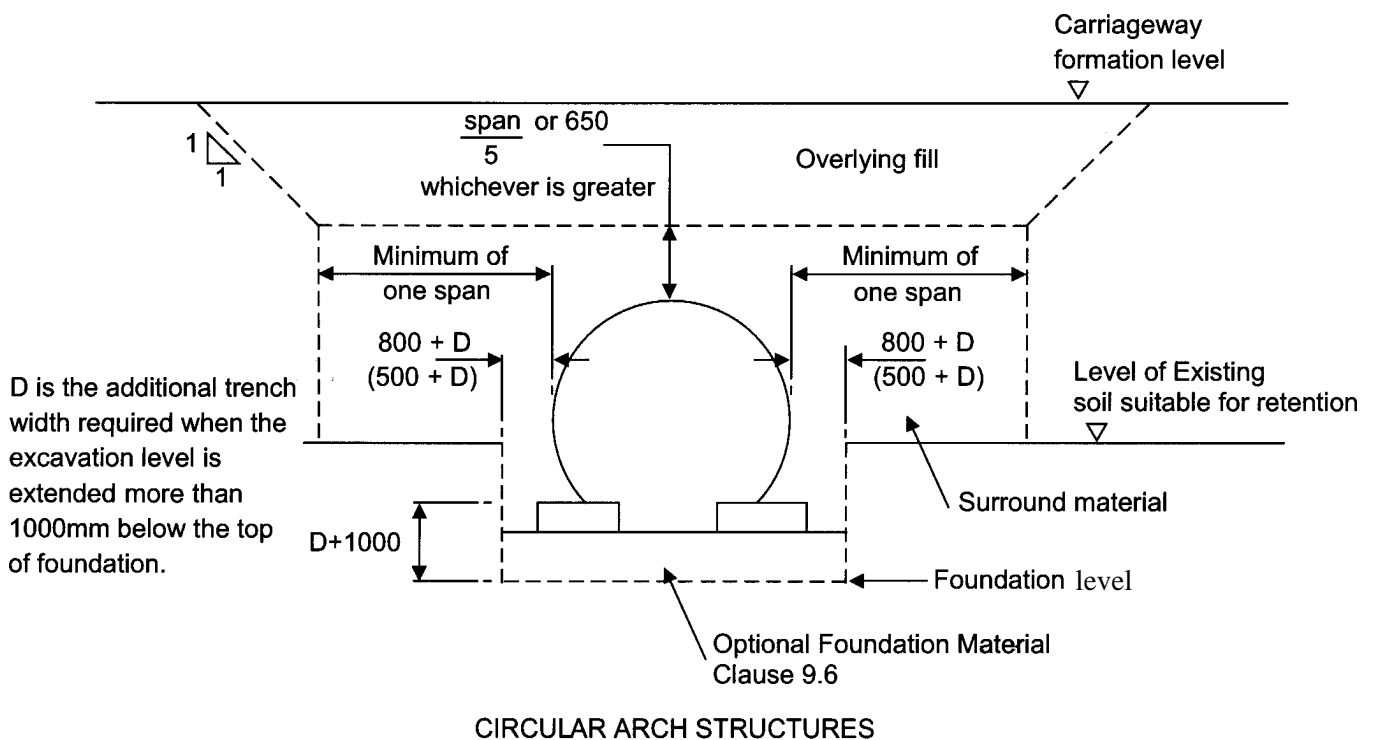 Carriageway
formation level
span or 650
5
whichever is greater
1
1
Overlying fill
Minimum of
one span
Minimum of
one span
800 + D
(500 + D)
800 + D
(500 + D)
D is the additional trench
width required when the
excavation level is
extended more than
1000mm below the top
of foundation.
Level of Existing
soil suitable for retention
Surround material
D+1000
Foundation level
Optional Foundation Material
Clause 9.6
CIRCULAR ARCH STRUCTURES